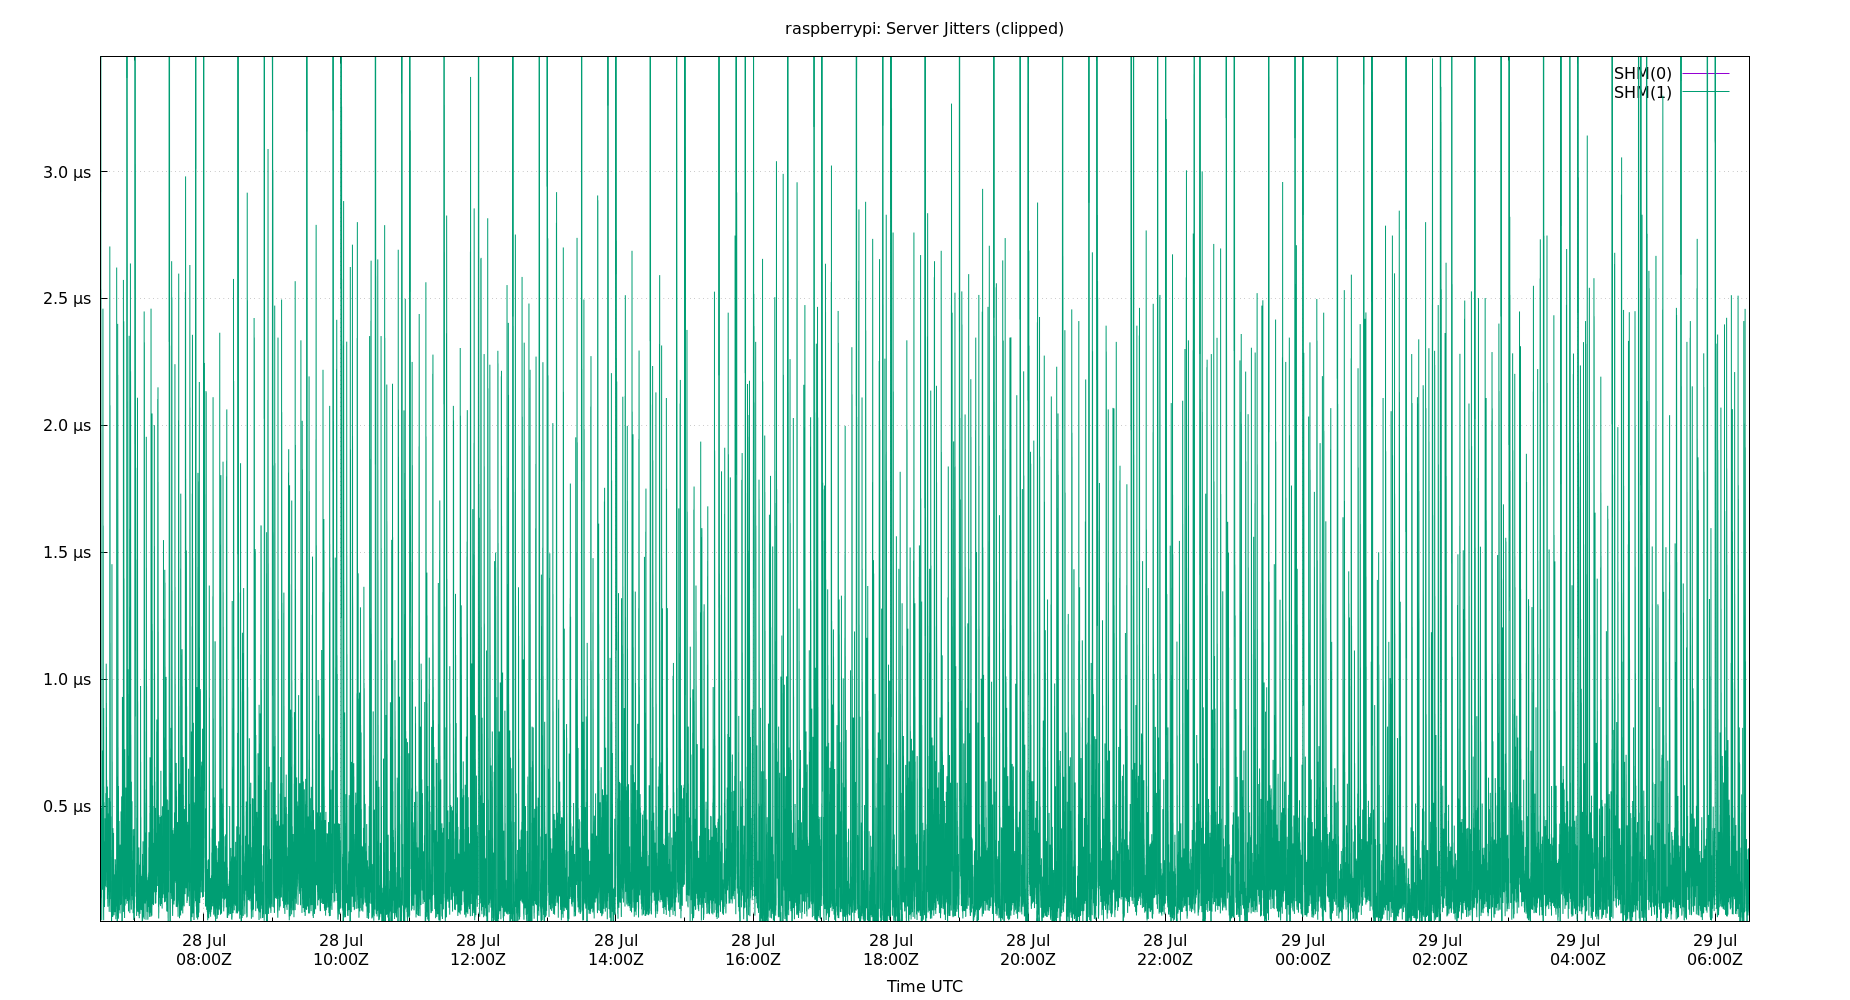 raspberrypi: Server Jitters (clipped)
SHM(0)
SHM(1)
3.0 µs
2.5 µs
2.0 µs
1.5 µs
1.0 µs
0.5 µs
28 Jul 28 Jul 28 Jul 28 Jul 28 Jul 28 Jul 28 Jul 28 Jul 29 Jul 29 Jul 29 Jul 29 Jul
08:00Z 10:00Z 12:00Z 14:00Z 16:00Z 18:00Z 20:00Z 22:00Z 00:00Z 02:00Z 04:00Z 06:00Z
Time UTC